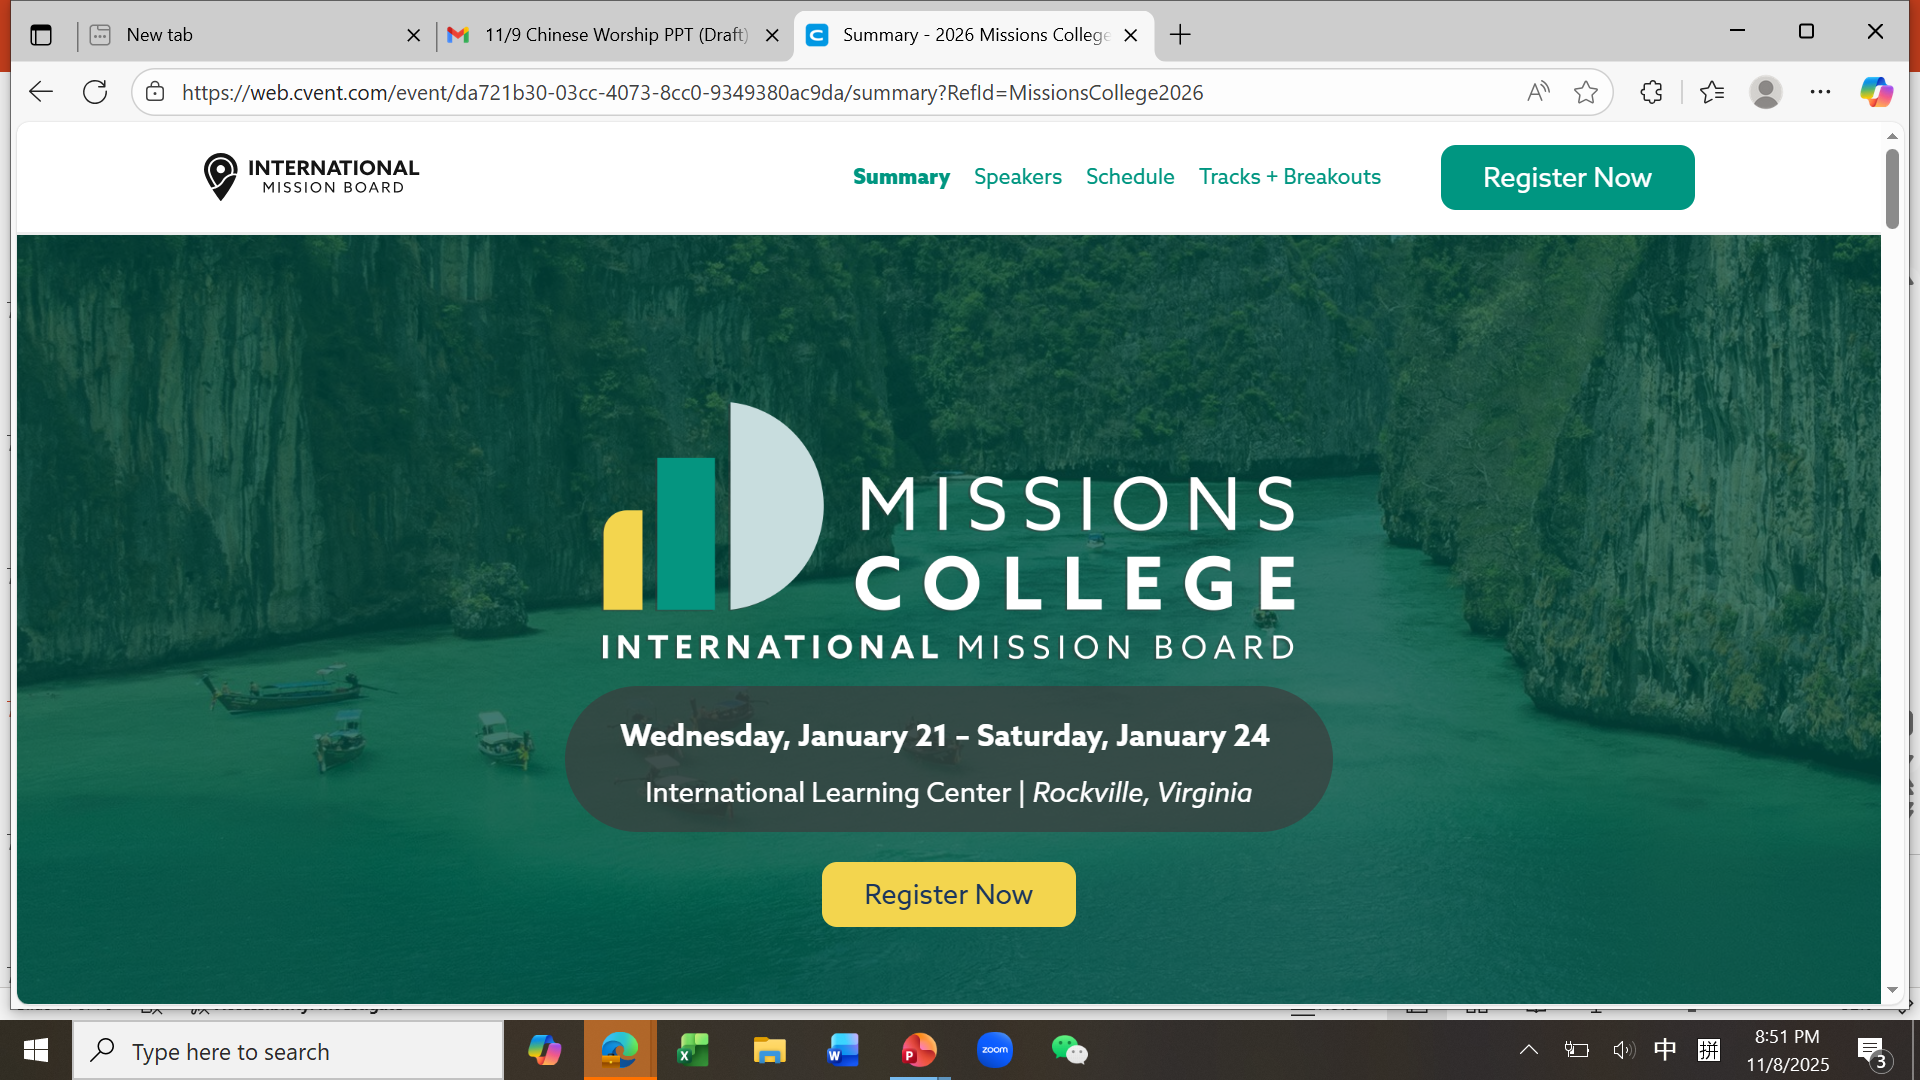 New tab
11/9 Chinese Worship PPT (Draft)
Summary - 2026 Missions College
https://web.cvent.com/event/da721b30-03cc-4073-8cc0-9349380ac9da/summary?RefId=MissionsCollege2026
INTERNATIONAL
MISSION BOARD
Summary
Speakers
Schedule
Tracks + Breakouts
Register Now
MISSIONS
COLLEGE
INTERNATIONAL MISSION BOARD
Wednesday, January 21 – Saturday, January 24
International Learning Center | Rockville, Virginia
Register Now
Type here to search
zoom
中
拼
8:51 PM
11/8/2025
3